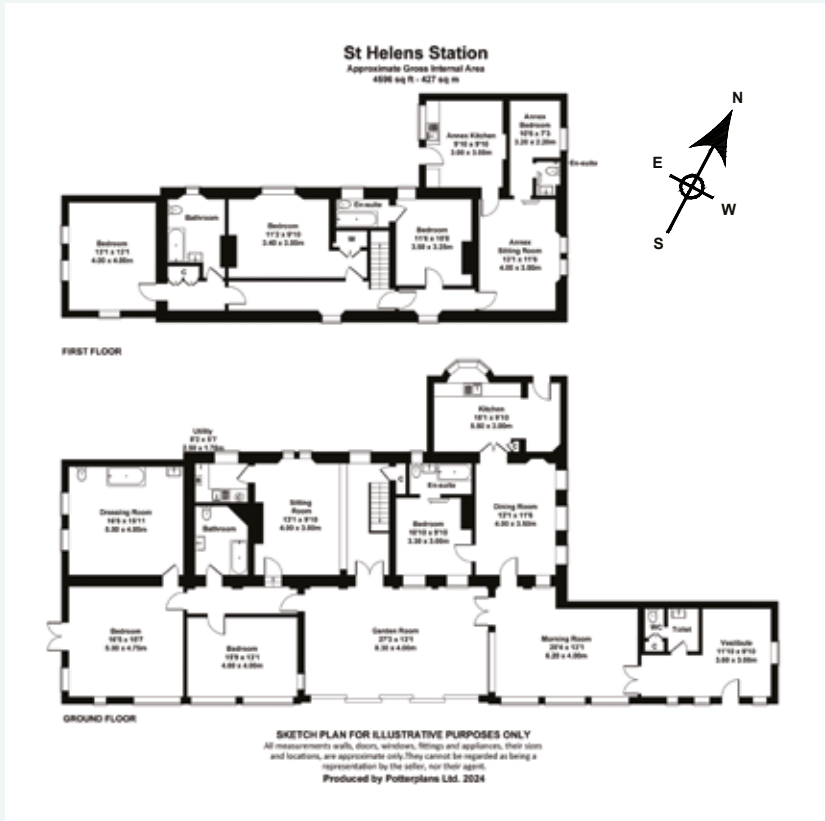 St Helens Station
Approximate Gross Internal Area
4596 sq ft - 427 sq m
N
E
W
S
Annex
Bedroom
10'6 x 7'3
3.20 x 2.20m
Annex Kitchen
9'10 x 9'10
3.00 x 3.00m
En-suite
Bedroom
13'1 x 13'1
4.00 x 4.00m
Bathroom
C
Bedroom
11'2 x 9'10
3.40 x 3.00m
En-suite
W
Bedroom
11'6 x 10'8
3.50 x 3.25m
Annex
Sitting Room
13'1 x 11'6
4.00 x 3.50m
FIRST FLOOR
Kitchen
18'1 x 9'10
5.50 x 3.00m
C
Utility
Dressing Room
16'5 x 15'11
Bathroom
Sitting
Room
13'1 x 9'10
4.00 x 3.00m
C
En-suite
Bedroom
10'10 x 9'10
3.30 x 3.00m
Dining Room
13'1 x 11'6
4.00 x 3.50m
Bedroom
16'5 x 15'7
5.00 x 4.75m
Bedroom
4.00m
Garden Room
27'3 x 13'1
8.30 x 4.00m
Morning Room
20'4 x 13'1
6.20 x 4.00m
WC
C
Toilet
Vestibule
11'10 x 9'10
3.60 x 3.00m
GROUND FLOOR
SKETCH PLAN FOR ILLUSTRATIVE PURPOSES ONLY
All measurements walls, doors, windows, fittings and appliances, their sizes
and locations, are approximate only.They cannot be regarded as being a
representation by the seller, nor their agent.
Produced by Potterplans Ltd. 2024